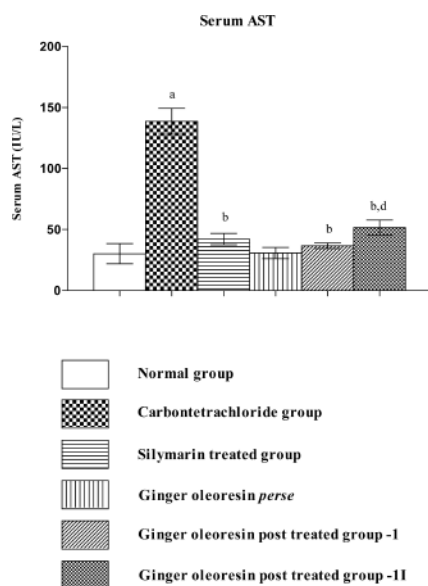 Serum AST
200
150
100
50
0
Serum AST (IU/L)
a
b
b
b,d
Normal group
Carbontetrachloride group
Silymarin treated group
Ginger oleoresin perse
Ginger oleoresin post treated group -1
Ginger oleoresin post treated group -1I